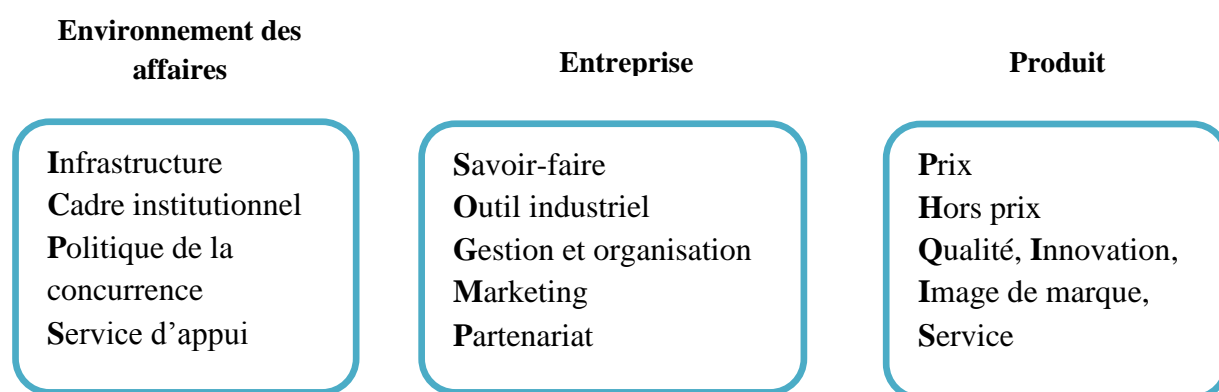 Environnement des
affaires
Infrastructure
Cadre institutionnel
Politique de la
concurrence
Service d’appui
Entreprise
Savoir-faire
Outil industriel
Gestion et organisation
Marketing
Partenariat
Produit
Prix
Hors prix
Qualité, Innovation,
Image de marque,
Service